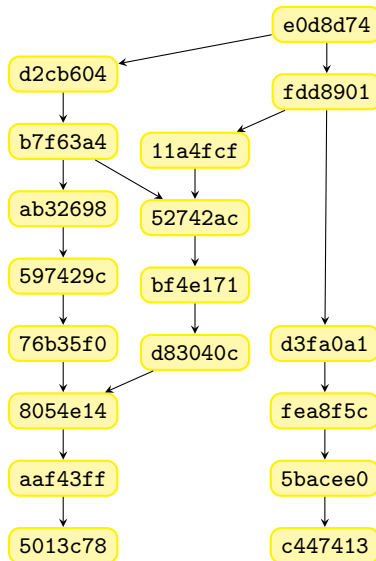 e0d8d74
d2cb604
fdd8901
b7f63a4
11a4fcf
ab32698
52742ac
597429c
bf4e171
76b35f0
d83040c
d3fa0a1
8054e14
fea8f5c
aaf43ff
5bacee0
5013c78
c447413